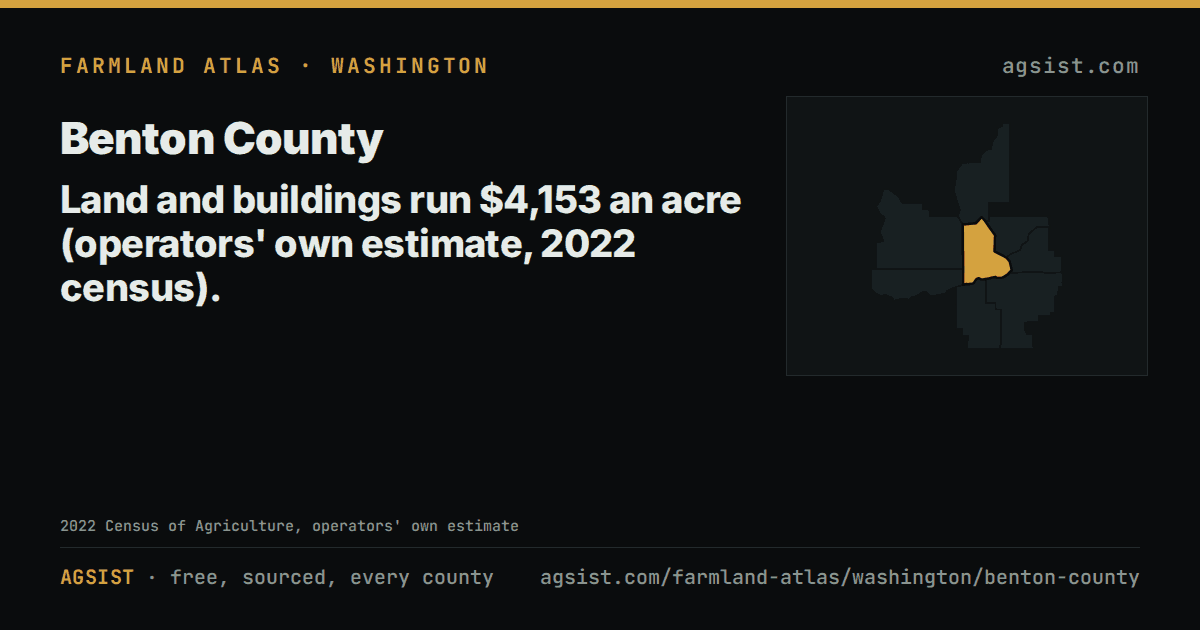 FARMLAND ATLAS · WASHINGTON
agsist.com
Benton County
Land and buildings run $4,153 an acre
(operators' own estimate, 2022
census).
2022 Census of Agriculture, operators' own estimate
AGSIST · free, sourced, every county
agsist.com/farmland-atlas/washington/benton-county